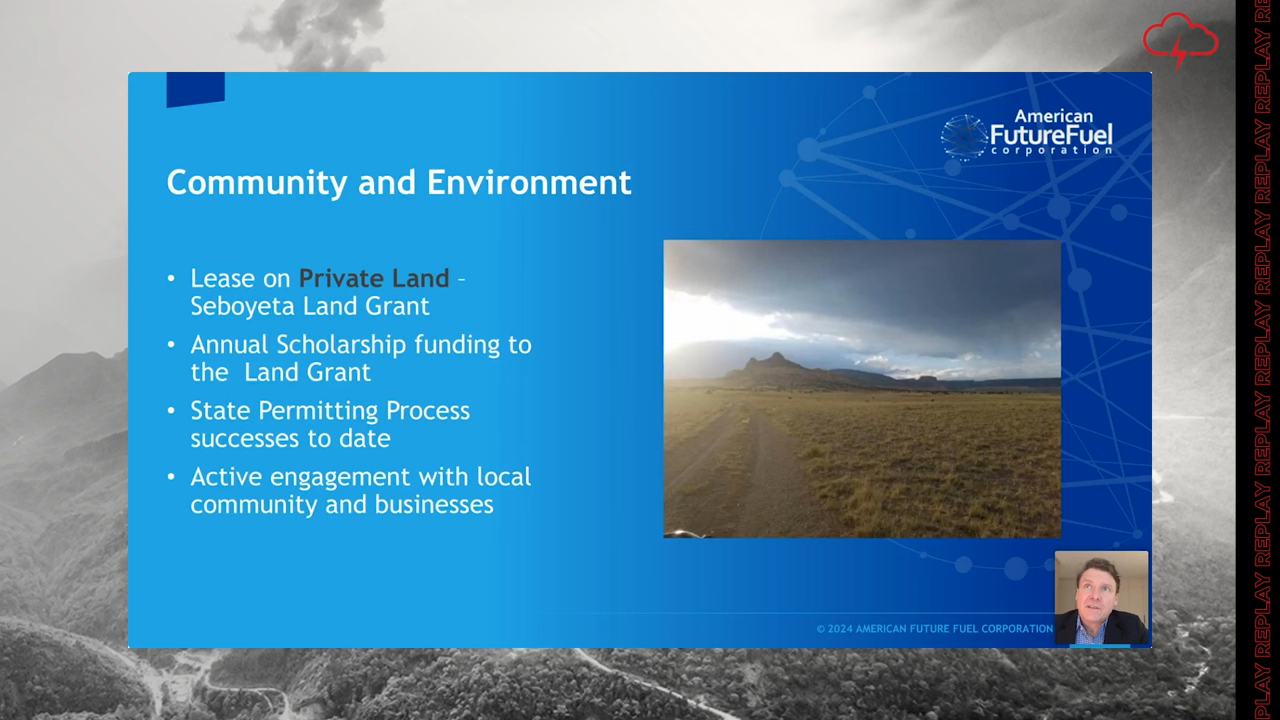 American
FutureFuel
corporation
Community and Environment
• Lease on Private Land –
Seboyeta Land Grant
• Annual Scholarship funding to
the  Land Grant
• State Permitting Process
successes to date
• Active engagement with local
community and businesses
© 2024 AMERICAN FUTURE FUEL CORPORATION
REPLAY REPLAY REPLAY REPLAY REPLAY REPLAY REPLAY REPLAY